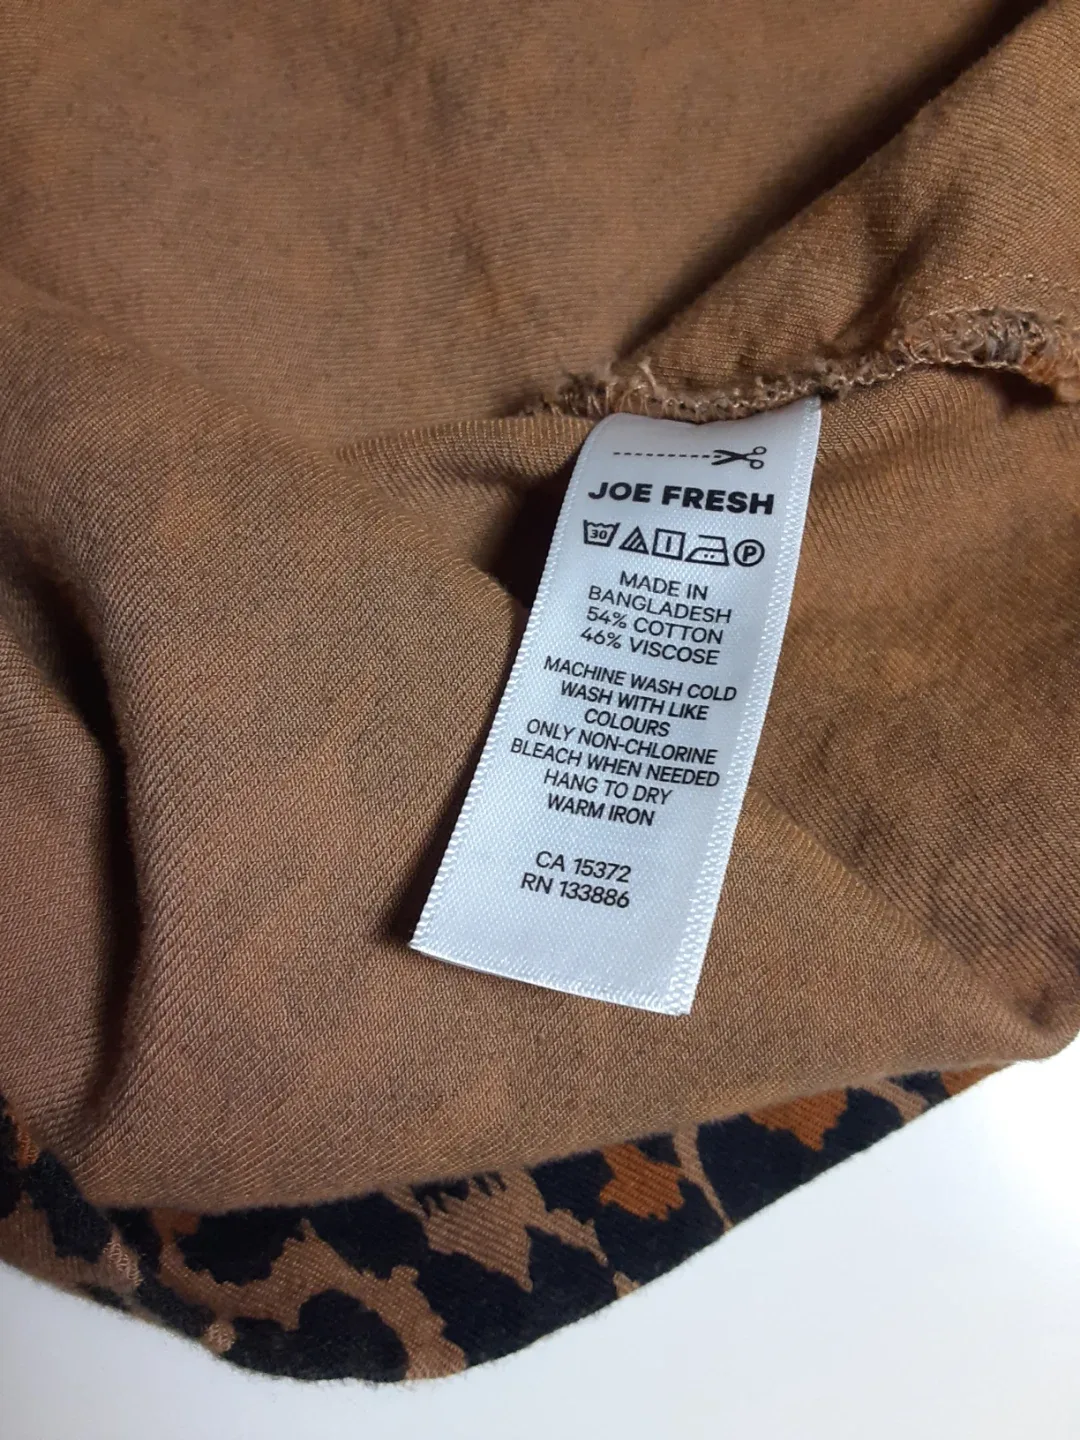 JOE FRESH
30 P
MADE IN
BANGLADESH
54% COTTON
46% VISCOSE
MACHINE WASH COLD
WASH WITH LIKE
COLOURS
ONLY NON-CHLORINE
BLEACH WHEN NEEDED
HANG TO DRY
WARM IRON
CA 15372
RN 133886